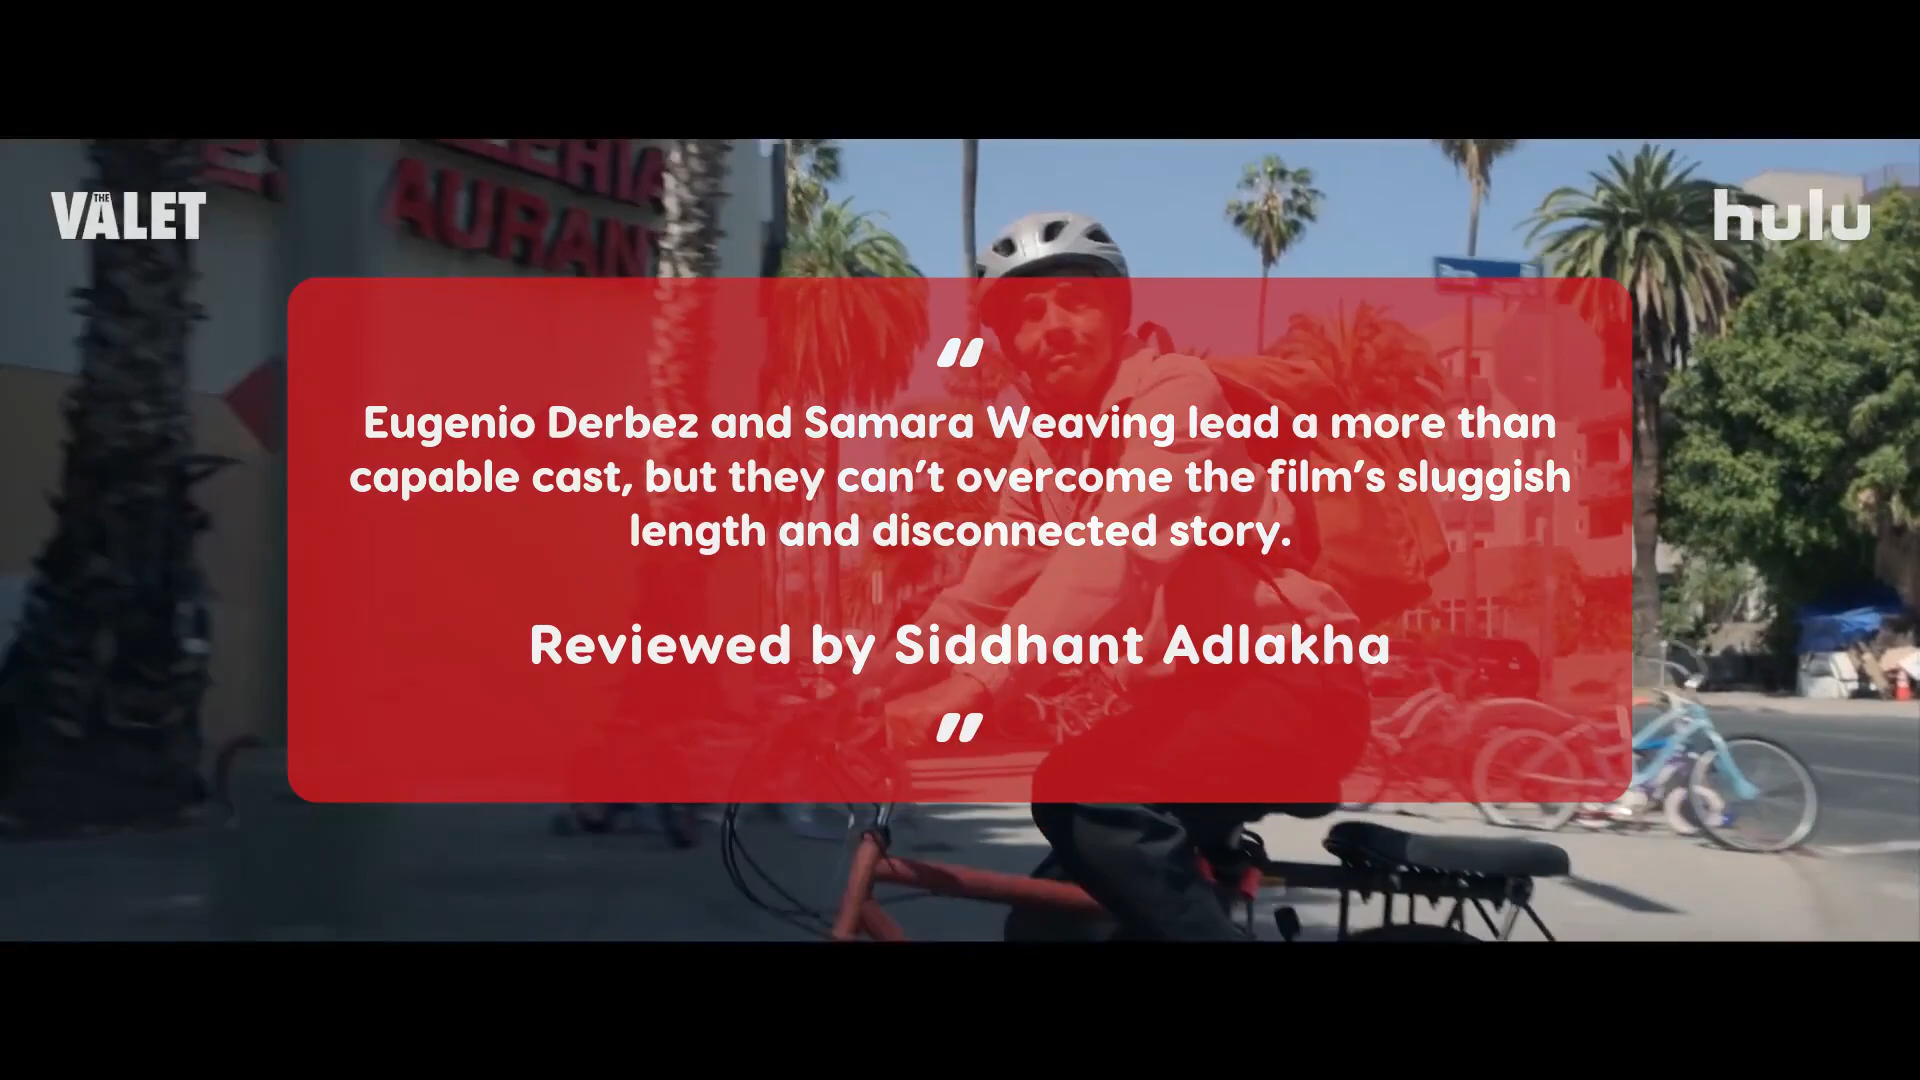 THE
VALET
hulu
AURAN
“
Eugenio Derbez and Samara Weaving lead a more than
capable cast, but they can’t overcome the film’s sluggish
length and disconnected story.
Reviewed by Siddhant Adlakha
”